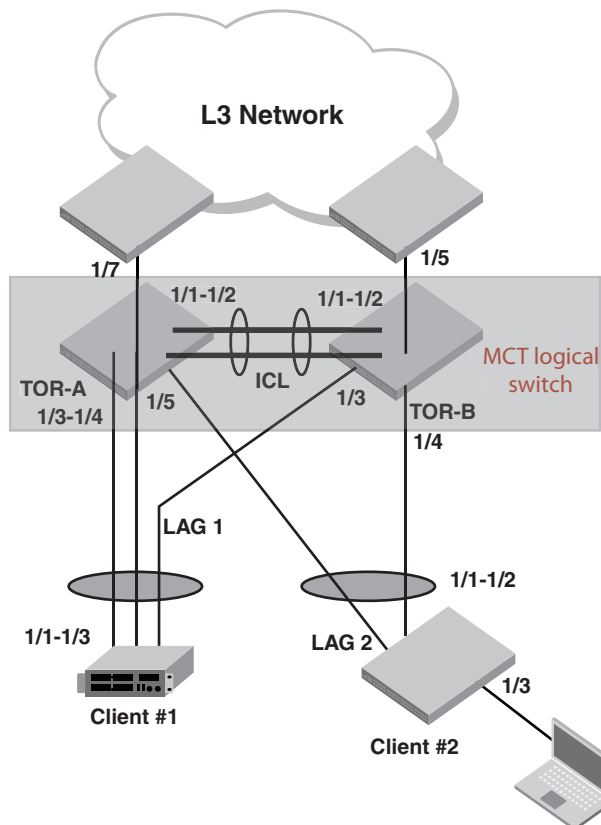 L3 Network
1/7
1/5
1/1-1/2
1/1-1/2
MCT logical
switch
ICL
TOR-A
1/3-1/4
1/5
1/3
TOR-B
1/4
LAG 1
1/1-1/2
1/1-1/3
LAG 2
1/3
Client #1
Client #2